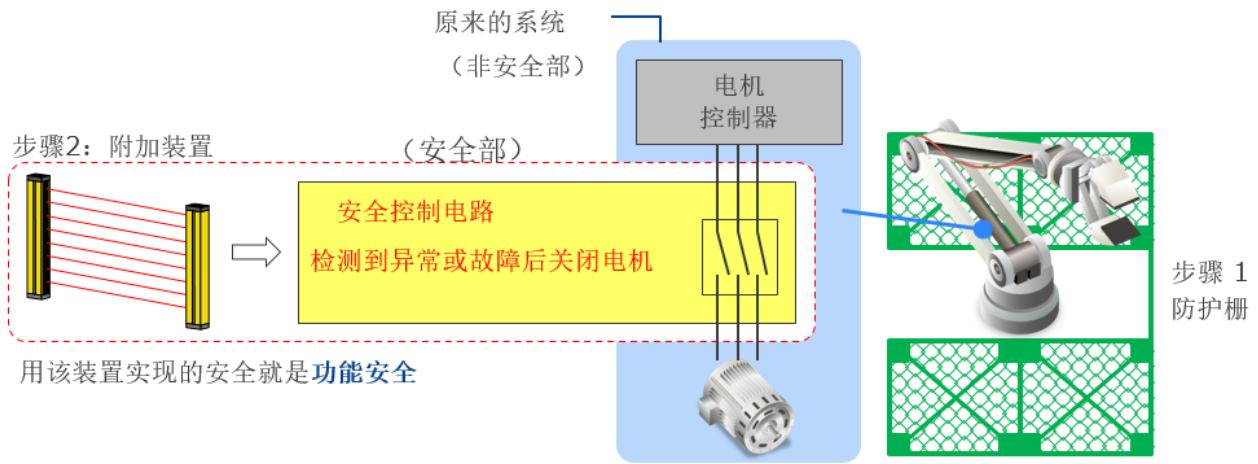 原来的系统
（非安全部）
电机
控制器
步骤2：附加装置
（安全部）
安全控制电路
检测到异常或故障后关闭电机
步骤 1
防护栅
用该装置实现的安全就是功能安全